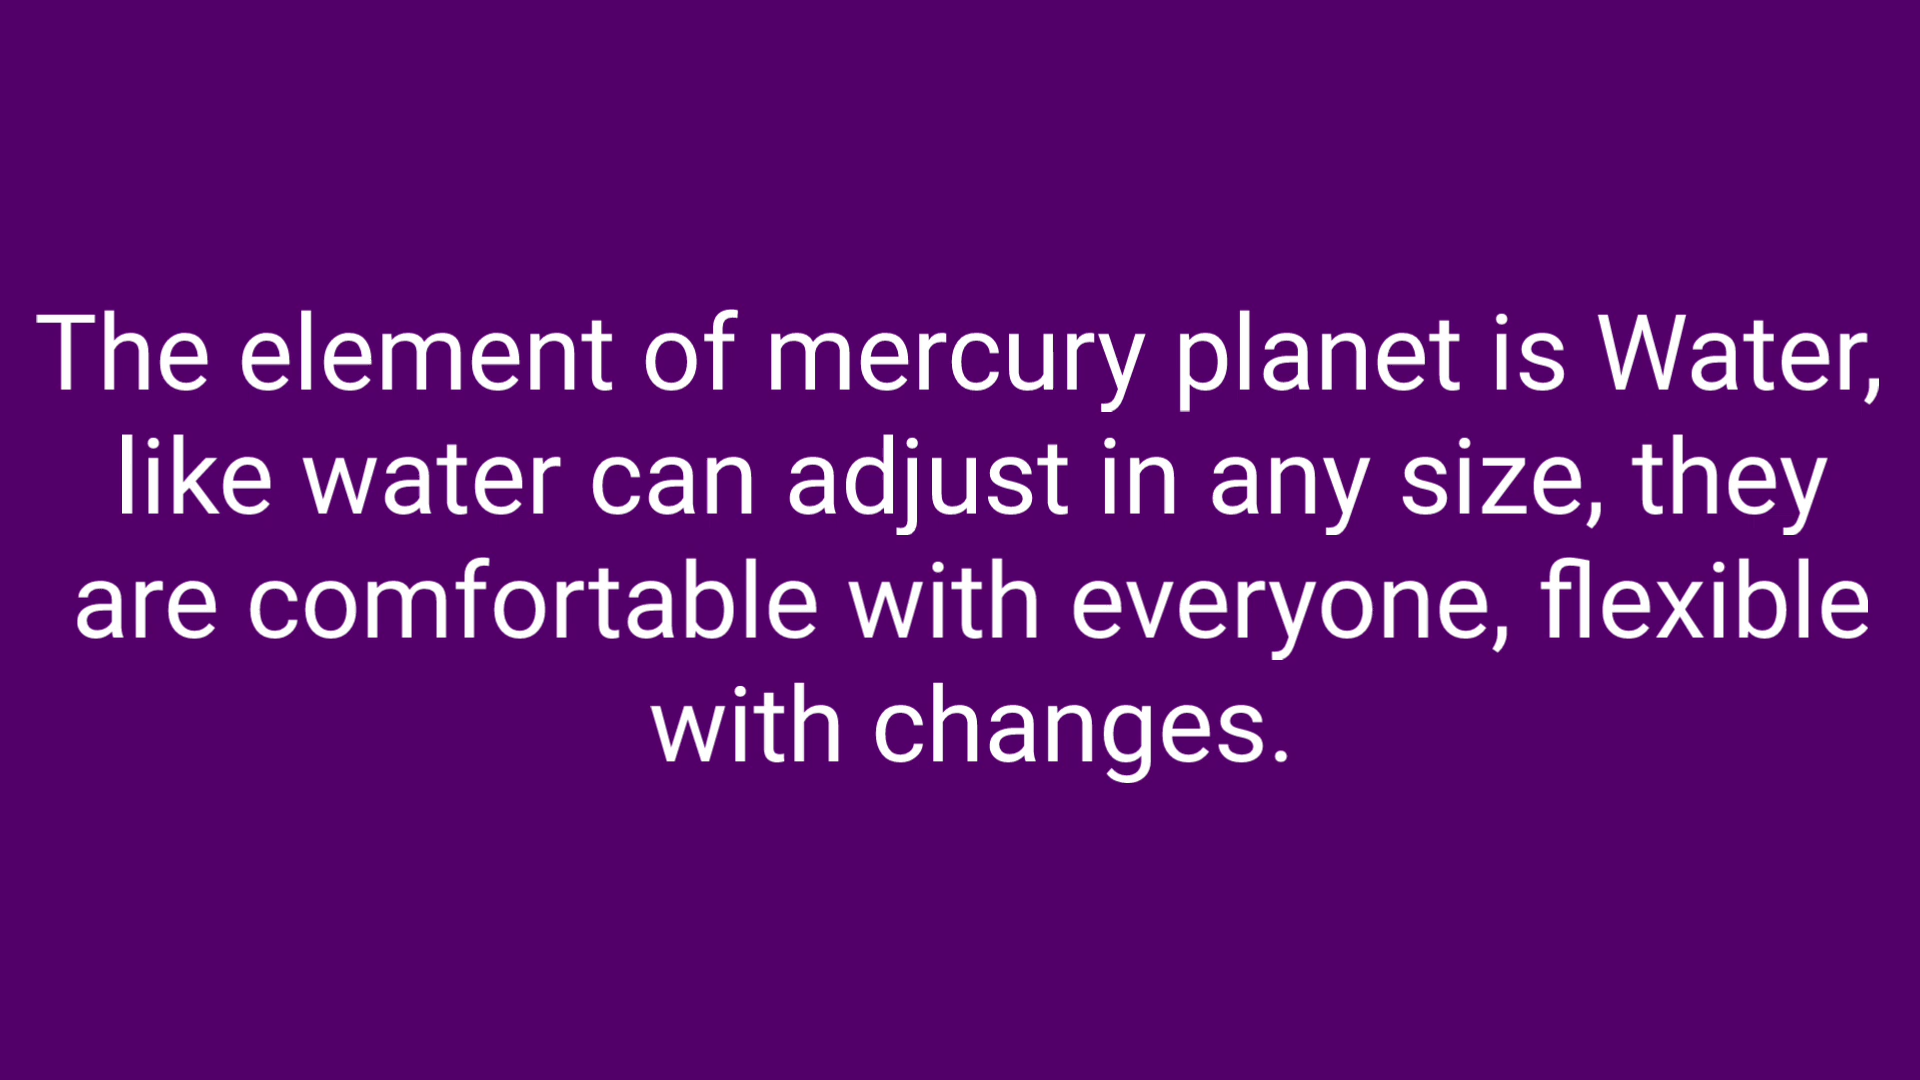 The element of mercury planet is Water,
like water can adjust in any size, they
are comfortable with everyone, flexible
with changes.